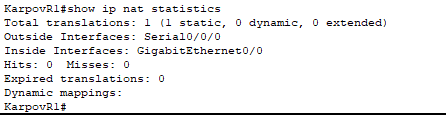 KarpovR1#show ip nat statistics
Total translations: 1 (1 static, 0 dynamic, 0 extended)
Outside Interfaces: Serial0/0/0
Inside Interfaces: GigabitEthernet0/0
Hits: 0  Misses: 0
Expired translations: 0
Dynamic mappings:
KarpovR1#